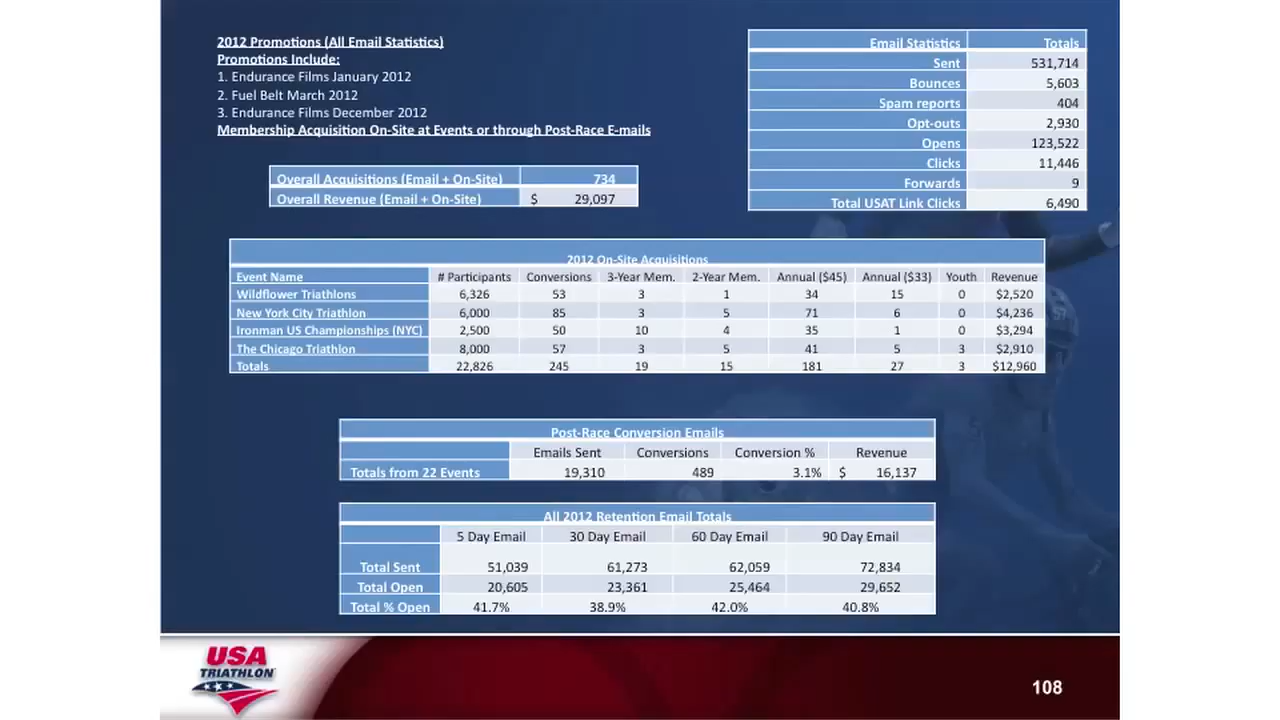 2012 Promotions (All Email Statistics)
Promotions Include:
1. Endurance Films January 2012
2. Fuel Belt March 2012
3. Endurance Films December 2012
Membership Acquisition On-Site at Events or through Post-Race E-mails
Overall Acquisitions (Email + On-Site) 734
Overall Revenue (Email + On-Site) $ 29,097
Email Statistics Totals
Sent 531,714
Bounces 5,603
Spam reports 404
Opt-outs 2,930
Opens 123,522
Clicks 11,446
Forwards 9
Total USAT Link Clicks 6,490
2012 On-Site Acquisitions
Event Name # Participants Conversions 3-Year Mem. 2-Year Mem. Annual ($45) Annual ($33) Youth Revenue
Wildflower Triathlons 6,326 53 3 1 34 15 0 $2,520
New York City Triathlon 6,000 85 3 5 71 6 0 $4,236
Ironman US Championships (NYC) 2,500 50 10 4 35 1 0 $3,294
The Chicago Triathlon 8,000 57 3 5 41 5 3 $2,910
Totals 22,826 245 19 15 181 27 3 $12,960
Post-Race Conversion Emails
Emails Sent Conversions Conversion % Revenue
Totals from 22 Events 19,310 489 3.1% $ 16,137
All 2012 Retention Email Totals
5 Day Email 30 Day Email 60 Day Email 90 Day Email
Total Sent 51,039 61,273 62,059 72,834
Total Open 20,605 23,361 25,464 29,652
Total % Open 41.7% 38.9% 42.0% 40.8%
USA
TRIATHLON
108